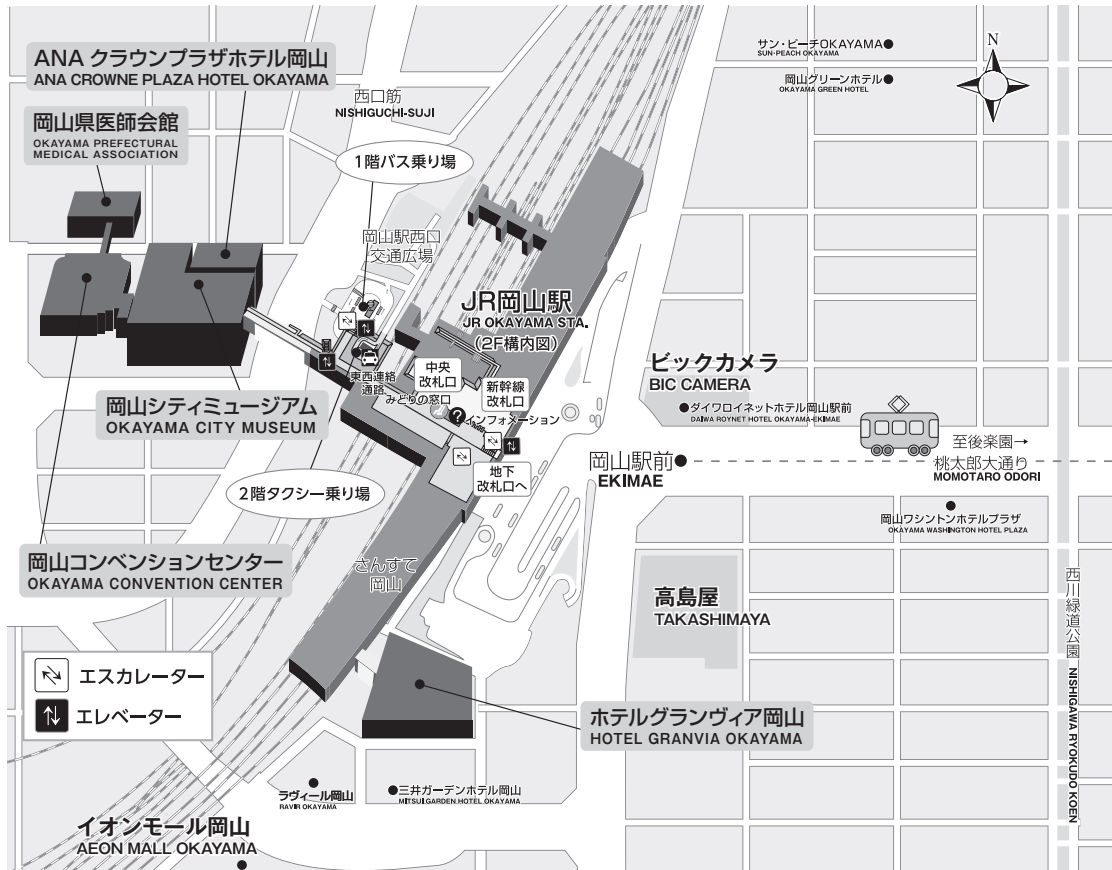 ANA クラウンプラザホテル岡山
ANA CROWNE PLAZA HOTEL OKAYAMA
岡山県医師会館
OKAYAMA PREFECTURAL
MEDICAL ASSOCIATION
西口筋
NISHIGUCHI-SUJI
サン・ピーチOKAYAMA
SUN-PEACH OKAYAMA
岡山グリーンホテル
OKAYAMA GREEN HOTEL
N
1階バス乗り場
岡山駅西口
交通広場
JR岡山駅
JR OKAYAMA STA.
(2F構内図)
中央
改札口
新幹線
改札口
東西連絡
通路
みどりの窓口
インフォメーション
地下
改札口へ
ビックカメラ
BIC CAMERA
ダイワロイネットホテル岡山駅前
DAIWA ROYNET HOTEL OKAYAMA-EKIMAE
岡山シティミュージアム
OKAYAMA CITY MUSEUM
岡山駅前
EKIMAE
至後楽園→
桃太郎大通り
MOMOTARO ODORI
2階タクシー乗り場
岡山ワシントンホテルプラザ
OKAYAMA WASHINGTON HOTEL PLAZA
岡山コンベンションセンター
OKAYAMA CONVENTION CENTER
さんすて
岡山
高島屋
TAKASHIMAYA
西川緑道公園 NISHIGAWA RYOKUDO KOEN
エスカレーター
エレベーター
ホテルグランヴィア岡山
HOTEL GRANVIA OKAYAMA
ラヴィール岡山
RAVIR OKAYAMA
三井ガーデンホテル岡山
MITSUI GARDEN HOTEL OKAYAMA
イオンモール岡山
AEON MALL OKAYAMA